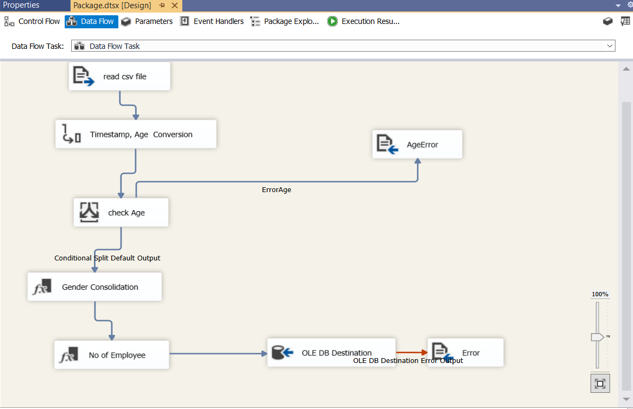 Properties
Package.dtsx [Design]
Control Flow
Data Flow
Parameters
Event Handlers
Package Explo...
Execution Resu...
Data Flow Task:
Data Flow Task
read csv file
Timestamp, Age Conversion
AgeError
ErrorAge
check Age
Conditional Split Default Output
Gender Consolidation
100%
No of Employee
OLE DB Destination
Error
OLE DB Destination Error Output